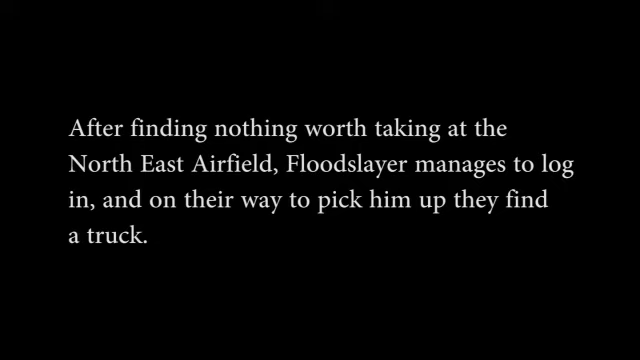 After finding nothing worth taking at the
North East Airfield, Floodslayer manages to log
in, and on their way to pick him up they find
a truck.